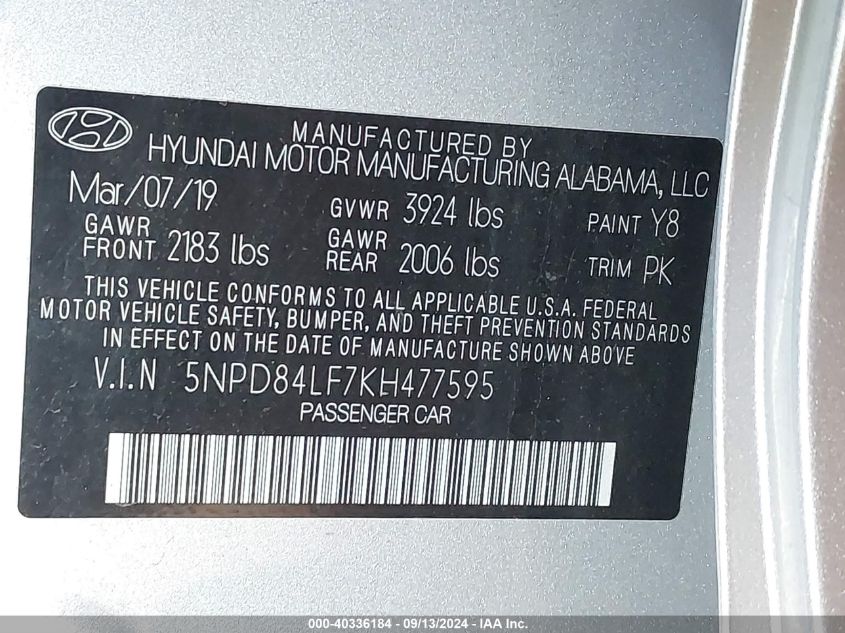 MANUFACTURED BY
HYUNDAI MOTOR MANUFACTURING ALABAMA, LLC
Mar/07/19 GVWR 3924 lbs PAINT Y8
GAWR FRONT 2183 lbs GAWR REAR 2006 lbs TRIM PK
THIS VEHICLE CONFORMS TO ALL APPLICABLE U.S.A. FEDERAL
MOTOR VEHICLE SAFETY, BUMPER, AND THEFT PREVENTION STANDARDS
IN EFFECT ON THE DATE OF MANUFACTURE SHOWN ABOVE
V.I.N 5NPD84LF7KH477595
PASSENGER CAR
000-40336184 - 09/13/2024 - IAA Inc.